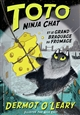 TOTO
NINJA CHAT
ET LE GRAND
BRAQUAGE DU
FROMAGE
DERMOT O'LEARY